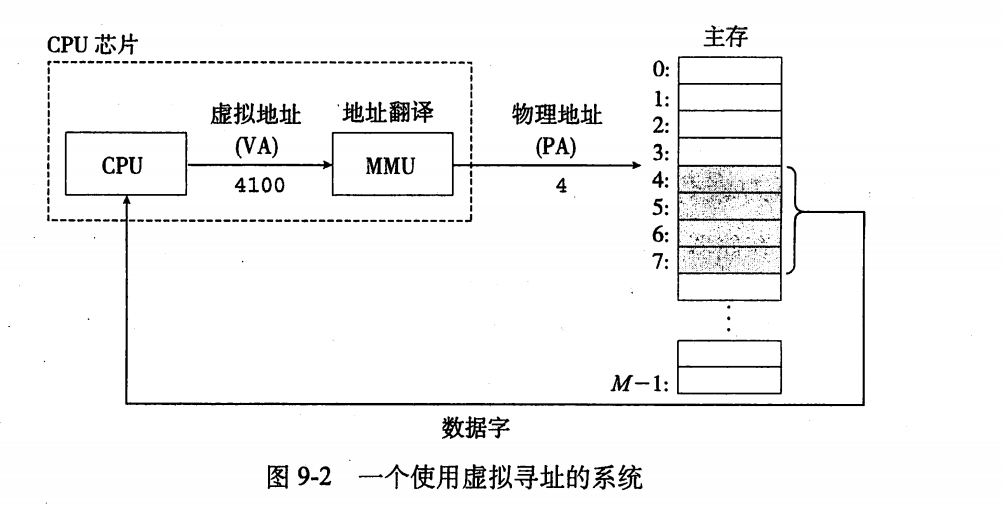 CPU 芯片
主存
虚拟地址
(VA)
4100
地址翻译
物理地址
(PA)
4
CPU
MMU
0:
1:
2:
3:
4:
5:
6:
7:
⋮
M−1:
数据字
图 9-2 一个使用虚拟寻址的系统